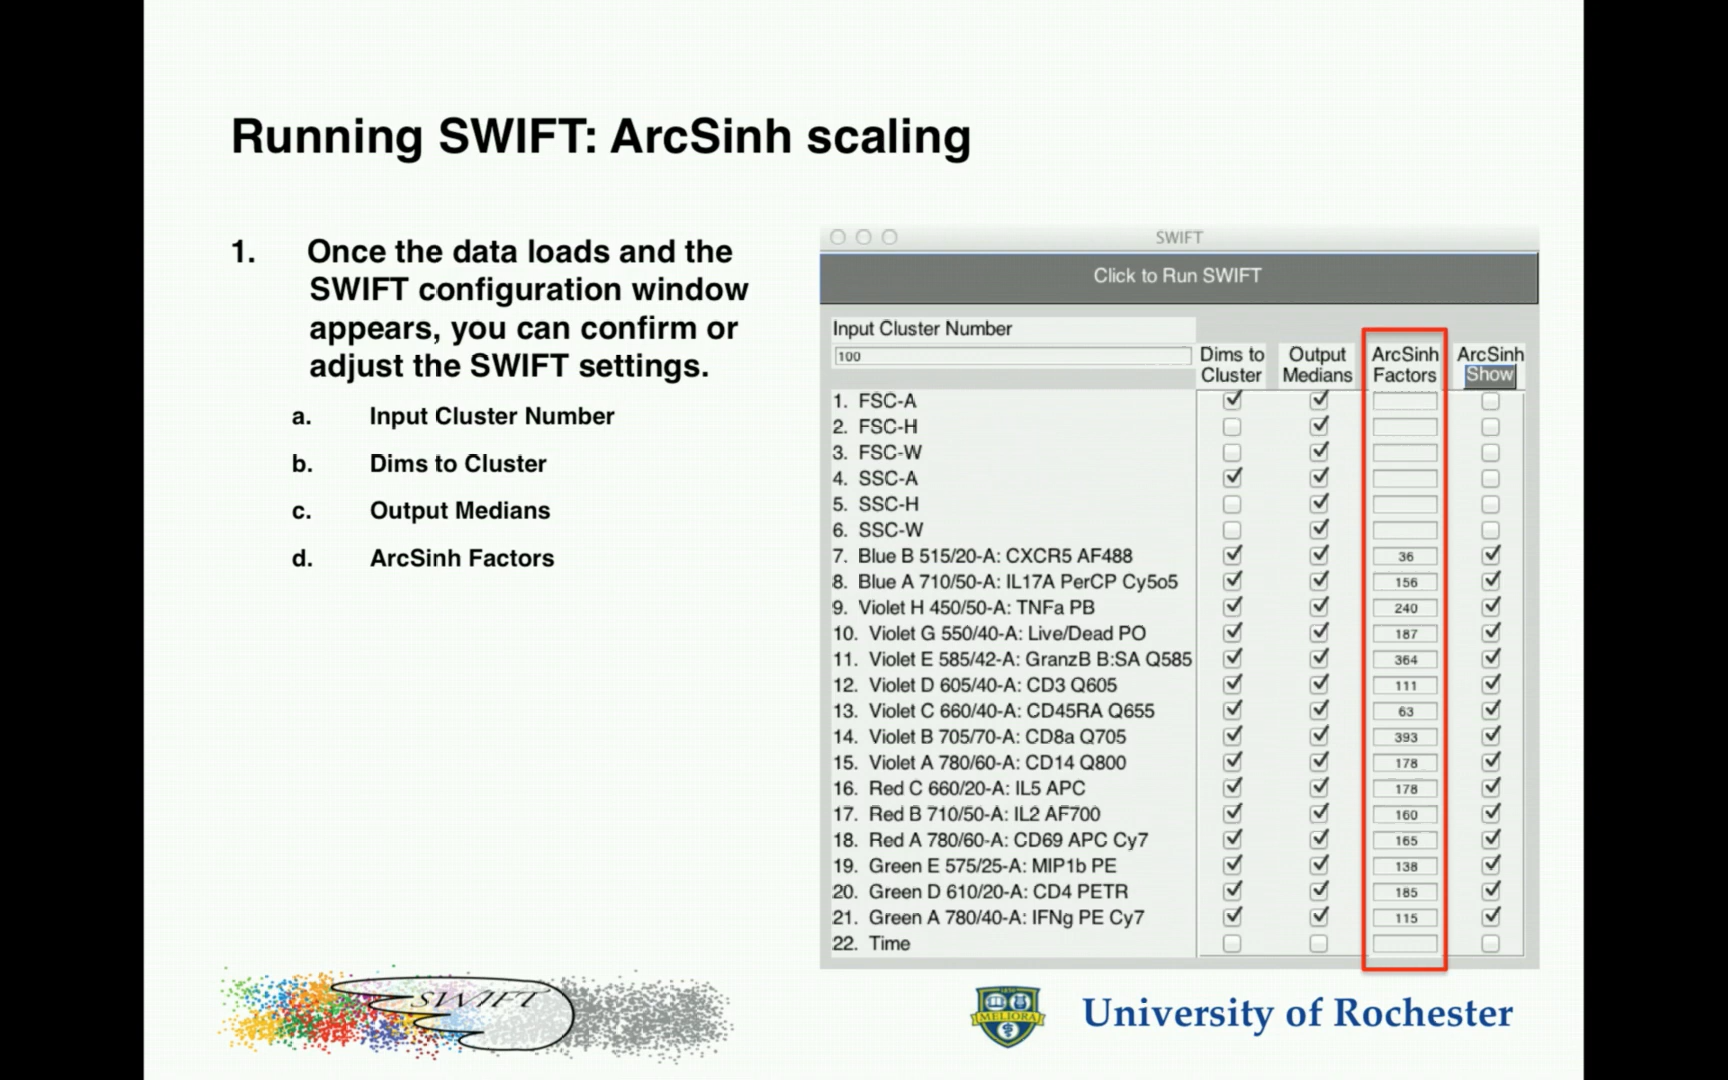 Running SWIFT: ArcSinh scaling
1. Once the data loads and the
SWIFT configuration window
appears, you can confirm or
adjust the SWIFT settings.
a. Input Cluster Number
b. Dims to Cluster
c. Output Medians
d. ArcSinh Factors
SWIFT
Click to Run SWIFT
Input Cluster Number
100
Dims to Cluster
Output Medians
ArcSinh Factors
ArcSinh Show
1. FSC-A
2. FSC-H
3. FSC-W
4. SSC-A
5. SSC-H
6. SSC-W
7. Blue B 515/20-A: CXCR5 AF488 36
8. Blue A 710/50-A: IL17A PerCP Cy5o5 156
9. Violet H 450/50-A: TNFa PB 240
10. Violet G 550/40-A: Live/Dead PO 187
11. Violet E 585/42-A: GranzB B:SA Q585 364
12. Violet D 605/40-A: CD3 Q605 111
13. Violet C 660/40-A: CD45RA Q655 63
14. Violet B 705/70-A: CD8a Q705 393
15. Violet A 780/60-A: CD14 Q800 178
16. Red C 660/20-A: IL5 APC 178
17. Red B 710/50-A: IL2 AF700 160
18. Red A 780/60-A: CD69 APC Cy7 165
19. Green E 575/25-A: MIP1b PE 138
20. Green D 610/20-A: CD4 PETR 185
21. Green A 780/40-A: IFNg PE Cy7 115
22. Time
SWIFT
MELIORA
University of Rochester